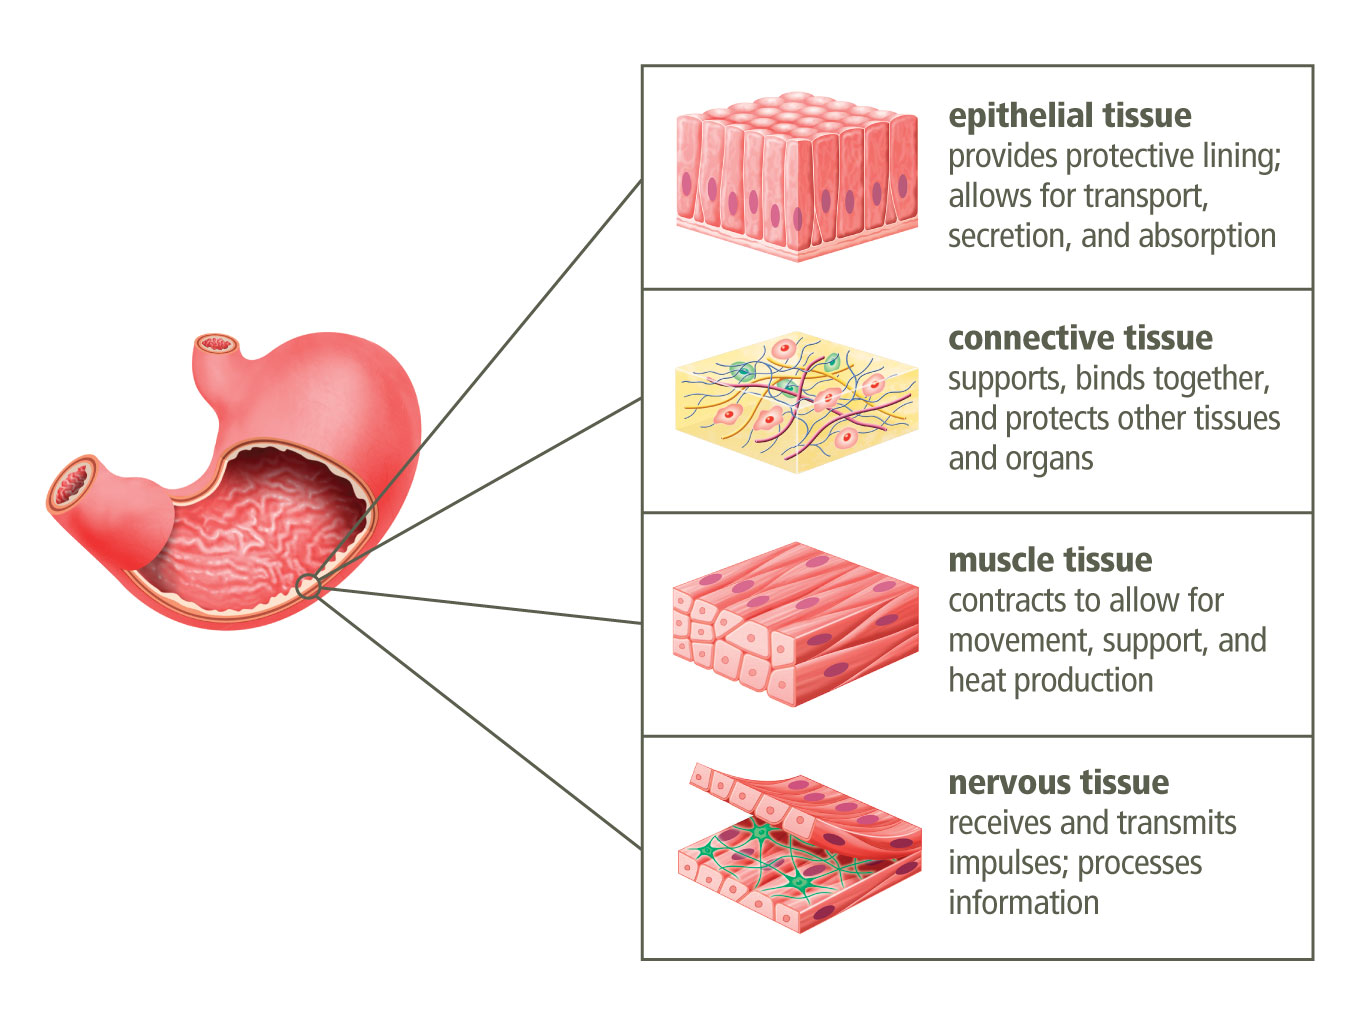 epithelial tissue
provides protective lining;
allows for transport,
secretion, and absorption
connective tissue
supports, binds together,
and protects other tissues
and organs
muscle tissue
contracts to allow for
movement, support, and
heat production
nervous tissue
receives and transmits
impulses; processes
information